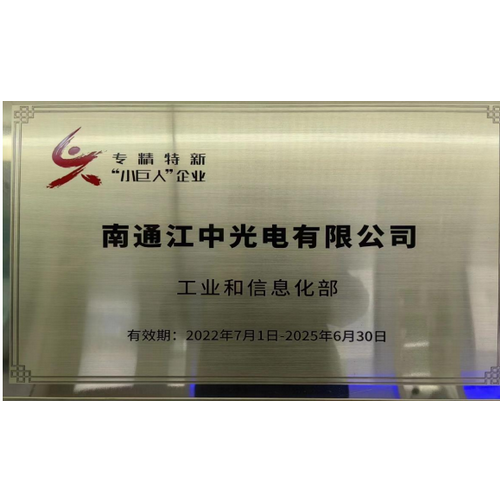 专精特新
“小巨人”企业
南通江中光电有限公司
工业和信息化部
有效期：2022年7月1日-2025年6月30日